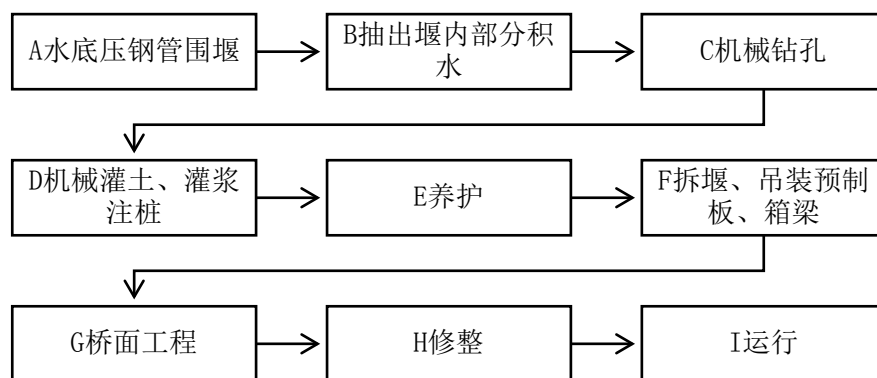 A水底压钢管围堰
B抽出堰内部分积
水
C机械钻孔
D机械灌土、灌浆
注桩
E养护
F拆堰、吊装预制
板、箱梁
G桥面工程
H修整
I运行